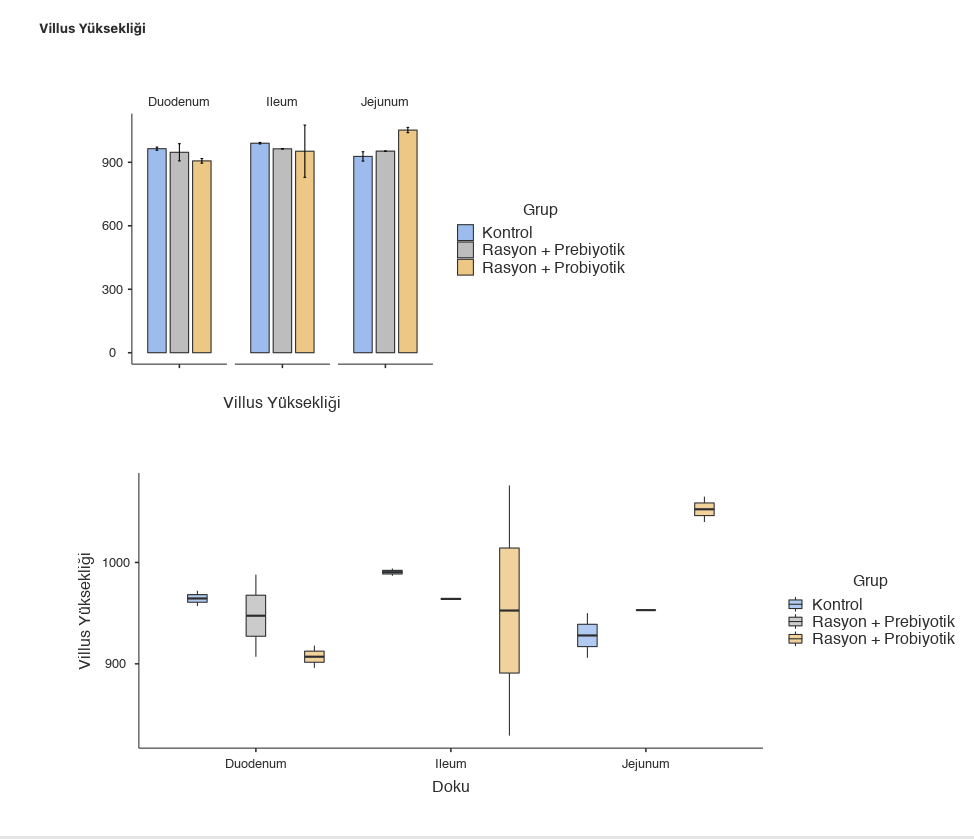 Villus Yüksekliği
Duodenum Ileum Jejunum
900
600
300
0
Grup
Kontrol
Rasyon + Prebiyotik
Rasyon + Probiyotik
Villus Yüksekliği
Villus Yüksekliği
1000
900
Duodenum Ileum Jejunum
Doku
Grup
Kontrol
Rasyon + Prebiyotik
Rasyon + Probiyotik